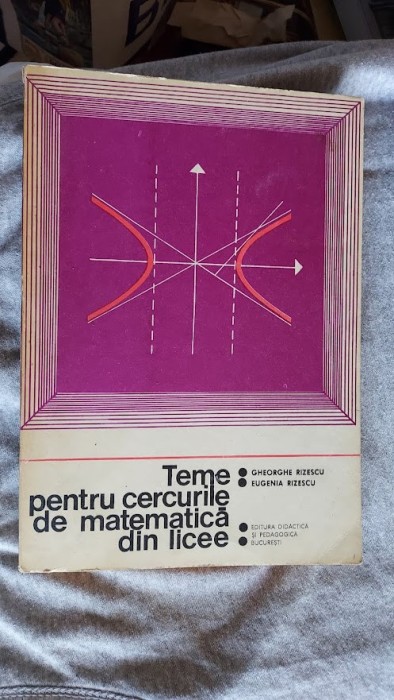 Teme
pentru cercurile
de matematică
din licee
GHEORGHE RIZESCU
EUGENIA RIZESCU
EDITURA DIDACTICĂ
ȘI PEDAGOGICĂ
BUCUREȘTI